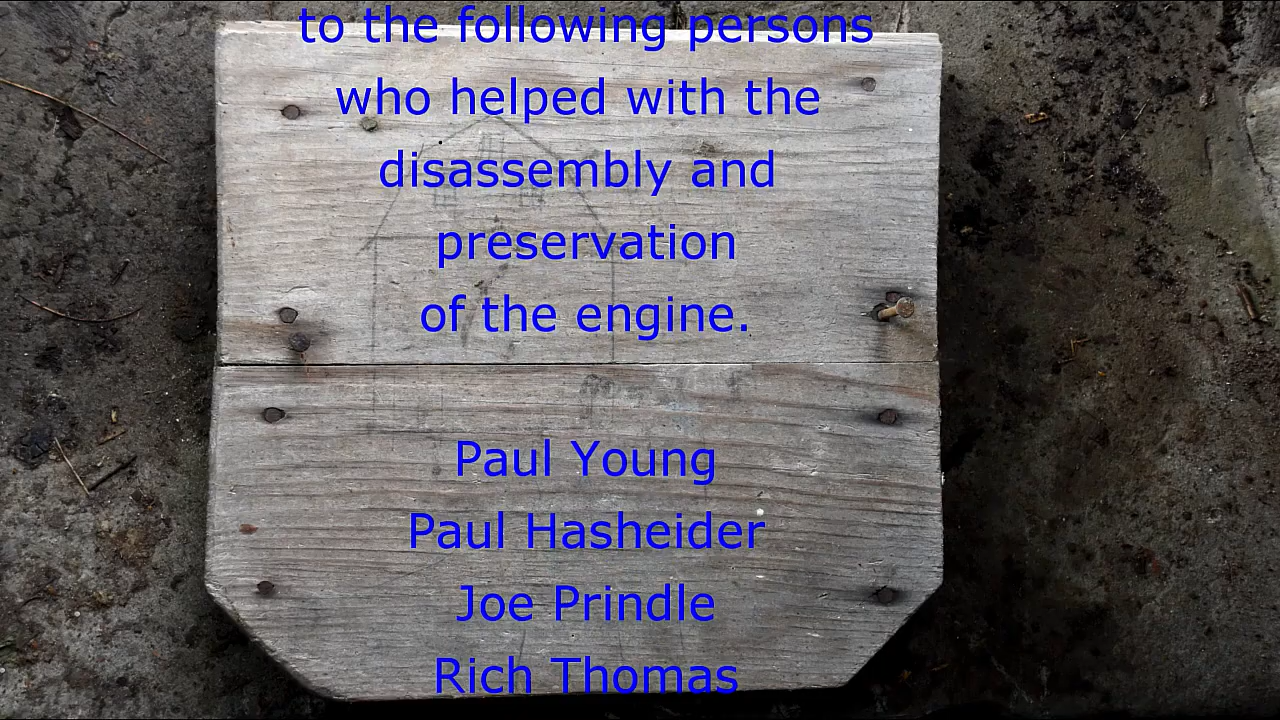 to the following persons
who helped with the
disassembly and
preservation
of the engine.
Paul Young
Paul Hasheider
Joe Prindle
Rich Thomas